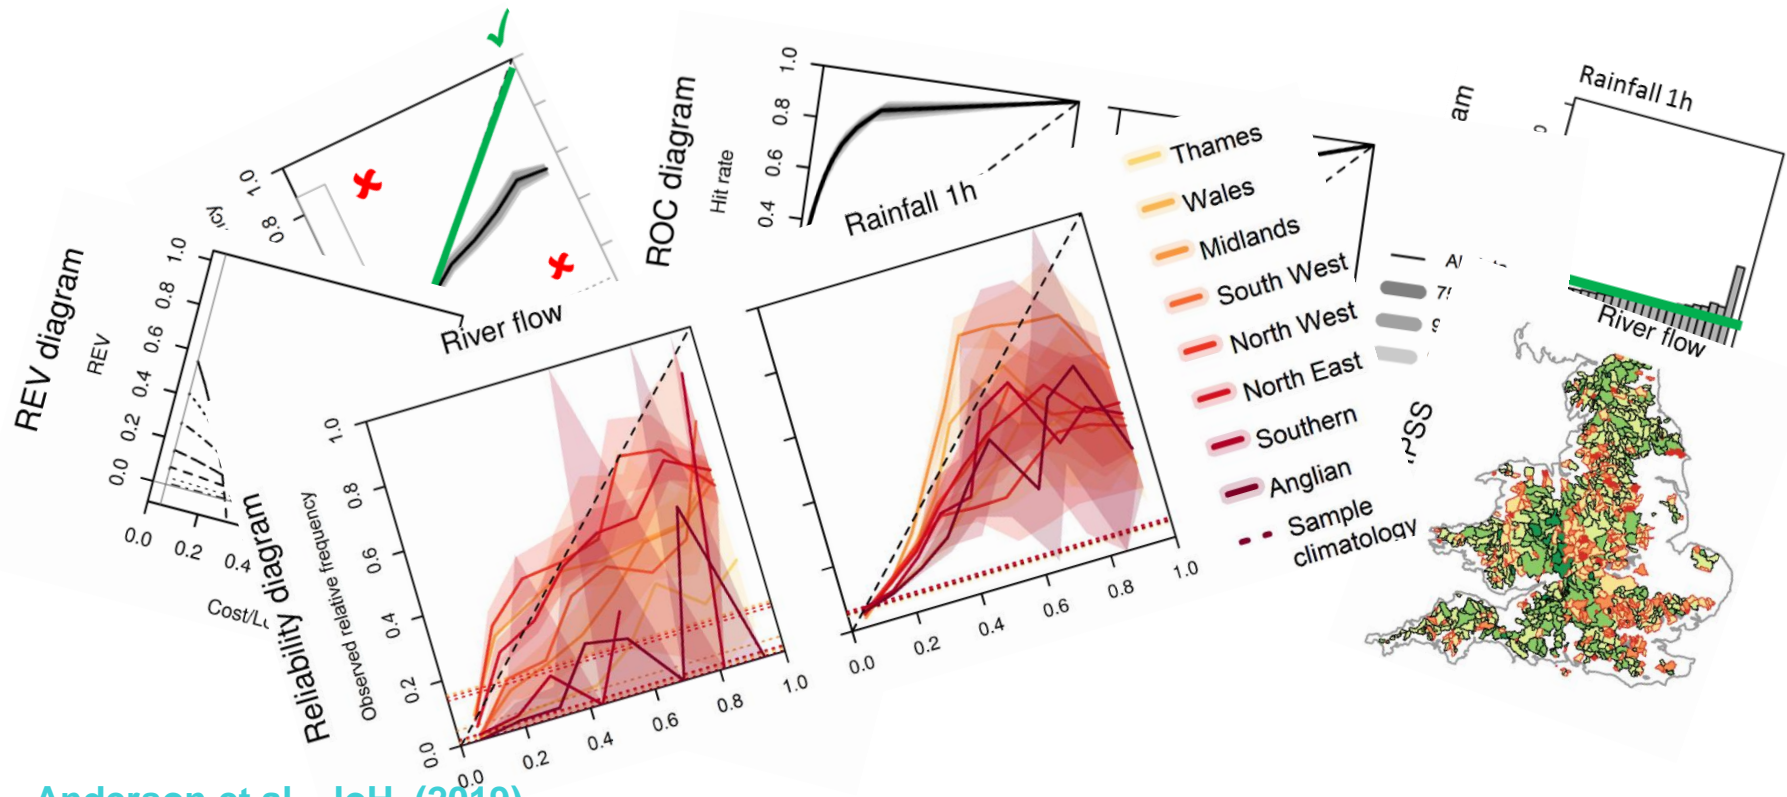 REV diagram
REV
1.0
0.8
0.6
0.4
0.2
0.0
0.0
0.2
0.4
1.0
0.8
ROC diagram
Hit rate
1.0
0.8
0.6
0.4
River flow
Reliability diagram
Observed relative frequency
1.0
0.8
0.6
0.4
0.2
0.0
0.0
0.2
0.4
0.6
0.8
1.0
Rainfall 1h
0.0
0.2
0.4
0.6
0.8
1.0
Thames
Wales
Midlands
South West
North West
North East
Southern
Anglian
Sample
climatology
Rainfall 1h
River flow